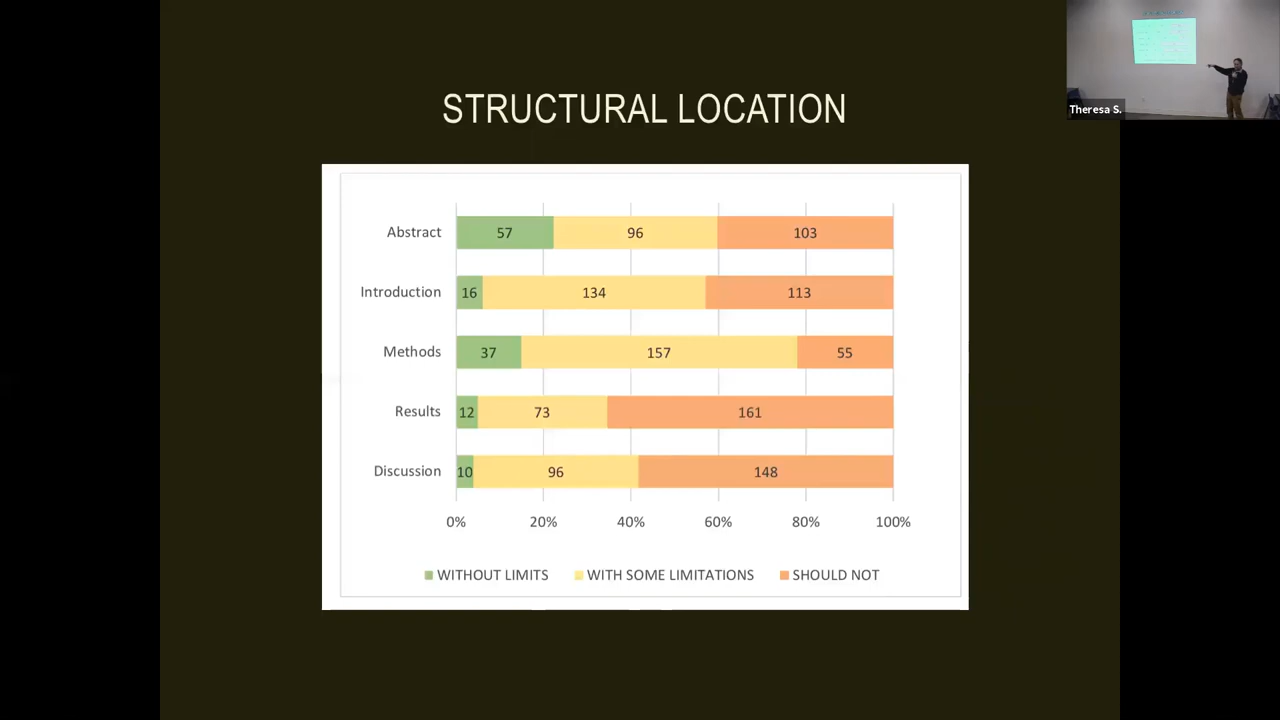 STRUCTURAL LOCATION
Theresa S.
Abstract 57 96 103
Introduction 16 134 113
Methods 37 157 55
Results 12 73 161
Discussion 10 96 148
0% 20% 40% 60% 80% 100%
WITHOUT LIMITS WITH SOME LIMITATIONS SHOULD NOT